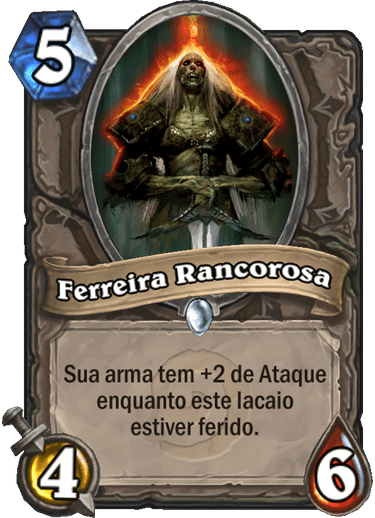 5
Ferreira Rancorosa
Sua arma tem +2 de Ataque
enquanto este lacaio
estiver ferido.
4
6